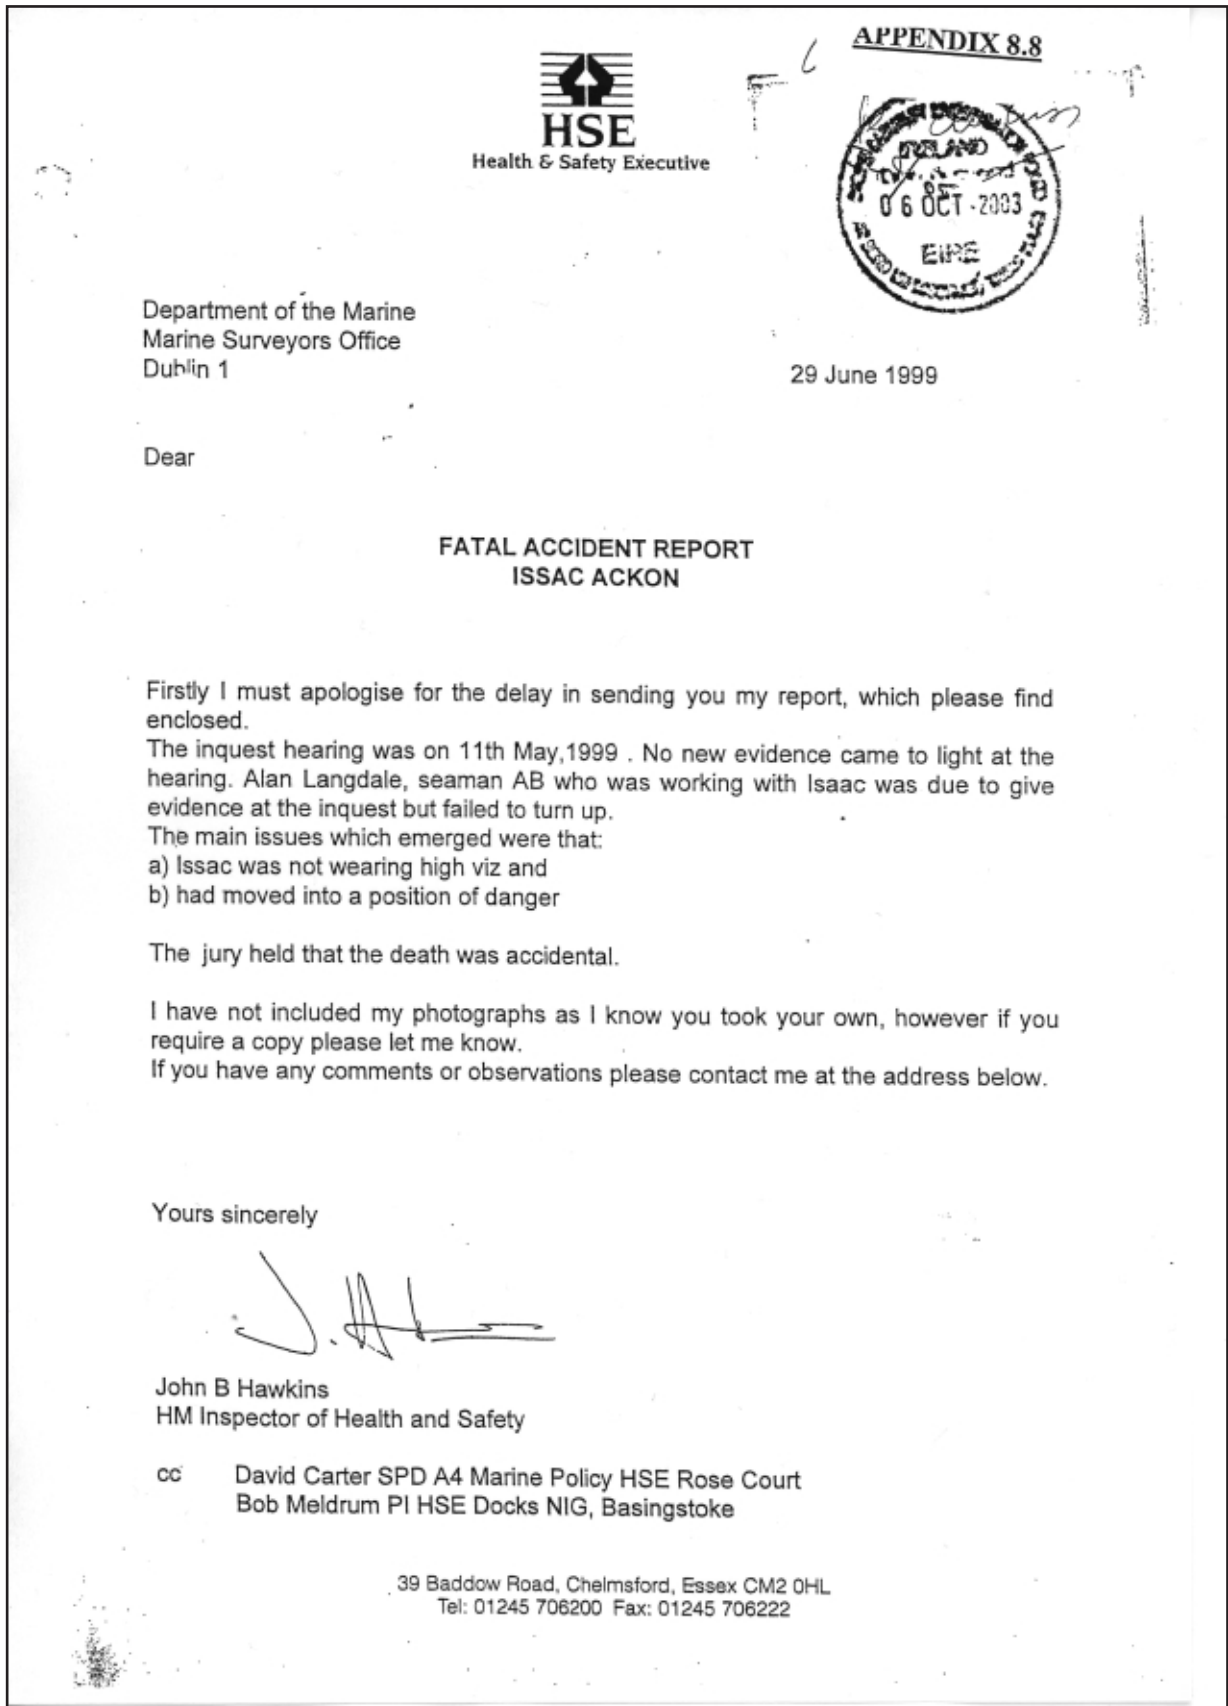 APPENDIX 8.8
HSE
Health & Safety Executive
IRELAND
06 OCT -2003
EIRE
Department of the Marine
Marine Surveyors Office
Dublin 1
29 June 1999
Dear
FATAL ACCIDENT REPORT
ISSAC ACKON
Firstly I must apologise for the delay in sending you my report, which please find
enclosed.
The inquest hearing was on 11th May,1999 . No new evidence came to light at the
hearing. Alan Langdale, seaman AB who was working with Isaac was due to give
evidence at the inquest but failed to turn up.
The main issues which emerged were that:
a) Issac was not wearing high viz and
b) had moved into a position of danger
The jury held that the death was accidental.
I have not included my photographs as I know you took your own, however if you
require a copy please let me know.
If you have any comments or observations please contact me at the address below.
Yours sincerely
John B Hawkins
HM Inspector of Health and Safety
cc David Carter SPD A4 Marine Policy HSE Rose Court
Bob Meldrum PI HSE Docks NIG, Basingstoke
39 Baddow Road, Chelmsford, Essex CM2 0HL
Tel: 01245 706200 Fax: 01245 706222